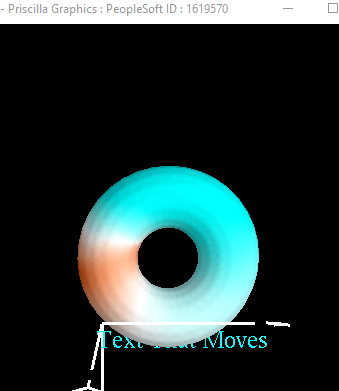 - Priscilla Graphics : PeopleSoft ID : 1619570
Text That Moves